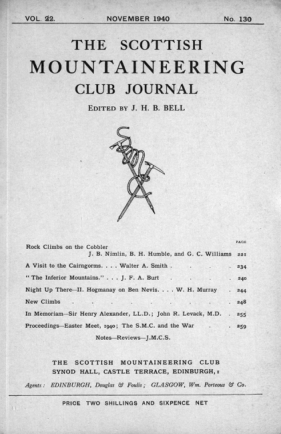 VOL. 22. NOVEMBER 1940 No. 130
THE SCOTTISH
MOUNTAINEERING
CLUB JOURNAL
EDITED BY J. H. B. BELL
PAGE
Rock Climbs on the Cobbler
J. B. Nimlin, B. H. Humble, and G. C. Williams 221
A Visit to the Cairngorms. . . . Walter A. Smith . . . 234
"The Inferior Mountains." . . . J. F. A. Burt . . . 240
Night Up There—II. Hogmanay on Ben Nevis. . . . W. H. Murray . 244
New Climbs . . . . . . . 248
In Memoriam—Sir Henry Alexander, LL.D.; John R. Levack, M.D. . 255
Proceedings—Easter Meet, 1940; The S.M.C. and the War . 259
Notes—Reviews—J.M.C.S.
THE SCOTTISH MOUNTAINEERING CLUB
SYNOD HALL, CASTLE TERRACE, EDINBURGH, 1
Agents: EDINBURGH, Douglas & Foulis; GLASGOW, Wm. Porteous & Co.
PRICE TWO SHILLINGS AND SIXPENCE NET